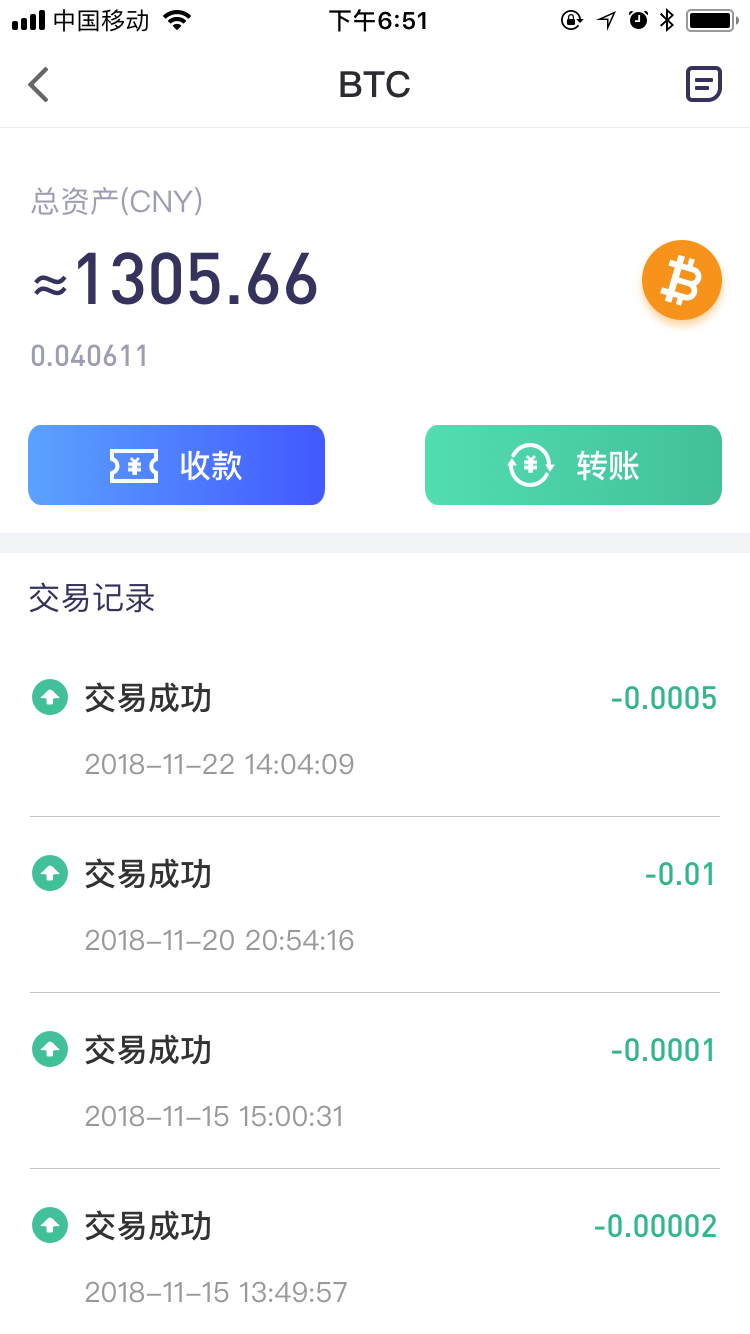 中国移动 下午6:51
BTC
总资产(CNY)
≈1305.66
0.040611
收款 转账
交易记录
交易成功 -0.0005
2018-11-22 14:04:09
交易成功 -0.01
2018-11-20 20:54:16
交易成功 -0.0001
2018-11-15 15:00:31
交易成功 -0.00002
2018-11-15 13:49:57